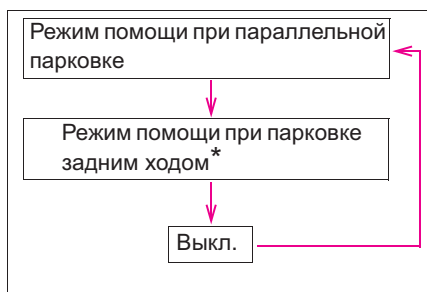 Режим помощи при параллельной
парковке
Режим помощи при парковке
задним ходом*
Выкл.